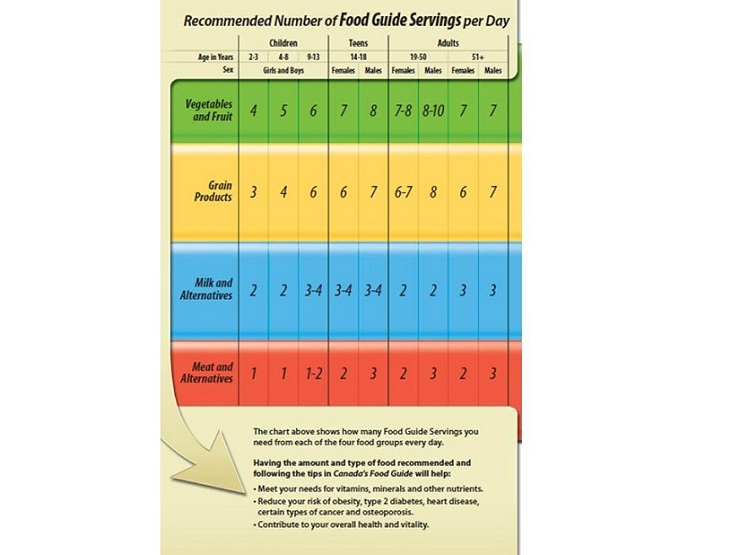 Recommended Number of Food Guide Servings per Day
Children Teens Adults
Age in Years 2-3 4-8 9-13 14-18 19-50 51+
Sex Girls and Boys Females Males Females Males Females Males
Vegetables
and Fruit 4 5 6 7 8 7-8 8-10 7 7
Grain
Products 3 4 6 6 7 6-7 8 6 7
Milk and
Alternatives 2 2 3-4 3-4 3-4 2 2 3 3
Meat and
Alternatives 1 1 1-2 2 3 2 3 2 3
The chart above shows how many Food Guide Servings you
need from each of the four food groups every day.
Having the amount and type of food recommended and
following the tips in Canada's Food Guide will help:
• Meet your needs for vitamins, minerals and other nutrients.
• Reduce your risk of obesity, type 2 diabetes, heart disease,
certain types of cancer and osteoporosis.
• Contribute to your overall health and vitality.